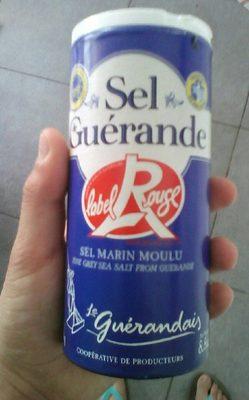 Sel
Guérande
label
Rouge
SEL MARIN MOULU
FINE GREY SEA SALT FROM GUERANDE
Le
Guérandais
COOPÉRATIVE DE PRODUCTEURS